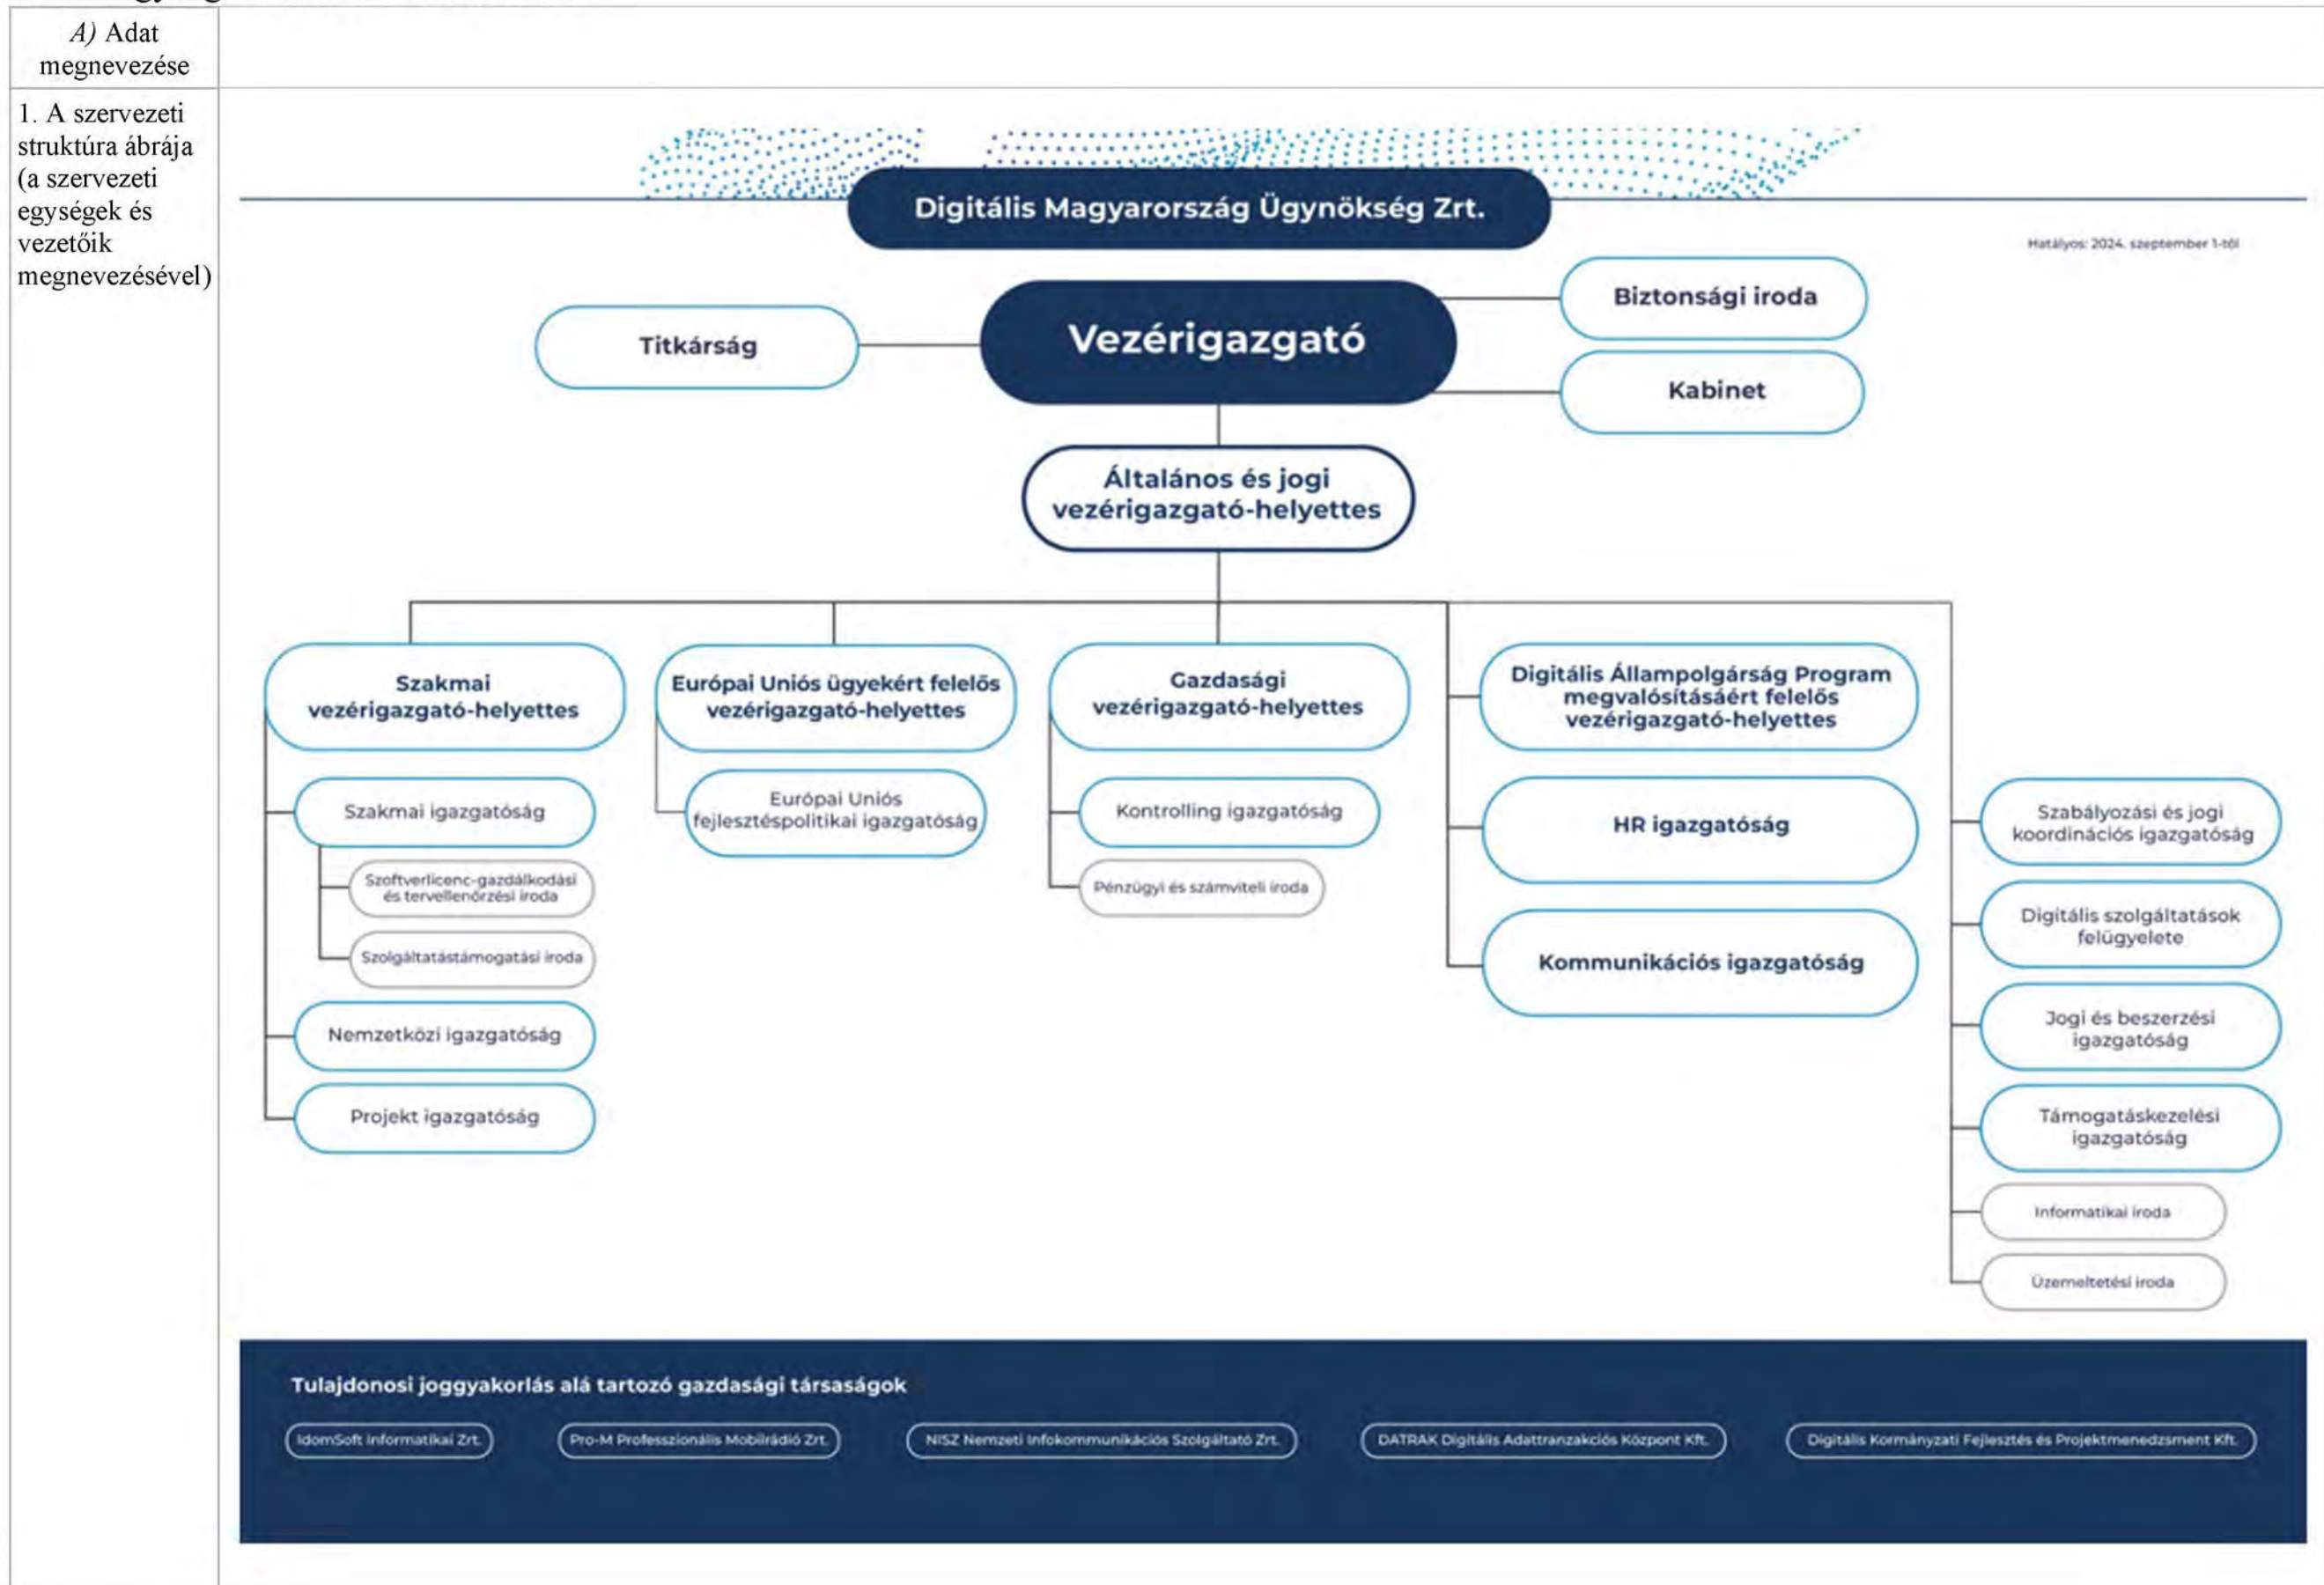 A) Adat
megnevezése
1. A szervezeti
struktúra ábrája
(a szervezeti
egységek és
vezetőik
megnevezésével)
Digitális Magyarország Ügynökség Zrt.
Hatályos: 2024. szeptember 1-től
Titkárság
Vezérigazgató
Biztonsági iroda
Kabinet
Általános és jogi
vezérigazgató-helyettes
Szakmai
vezérigazgató-helyettes
Szakmai igazgatóság
Szoftverlicenc-gazdálkodási
és tervellenőrzési iroda
Szolgáltatástámogatási iroda
Nemzetközi igazgatóság
Projekt igazgatóság
Európai Uniós ügyekért felelős
vezérigazgató-helyettes
Európai Uniós
fejlesztéspolitikai igazgatóság
Gazdasági
vezérigazgató-helyettes
Kontrolling igazgatóság
Pénzügyi és számviteli iroda
Digitális Állampolgárság Program
megvalósításáért felelős
vezérigazgató-helyettes
HR igazgatóság
Kommunikációs igazgatóság
Szabályozási és jogi
koordinációs igazgatóság
Digitális szolgáltatások
felügyelete
Jogi és beszerzési
igazgatóság
Támogatáskezelési
igazgatóság
Informatikai iroda
Üzemeltetési iroda
Tulajdonosi joggyakorlás alá tartozó gazdasági társaságok
IdomSoft Informatikai Zrt.
Pro-M Professzionális Mobilrádió Zrt.
NISZ Nemzeti Infokommunikációs Szolgáltató Zrt.
DATRAK Digitális Adattranzakciós Központ Kft.
Digitális Kormányzati Fejlesztés és Projektmenedzsment Kft.